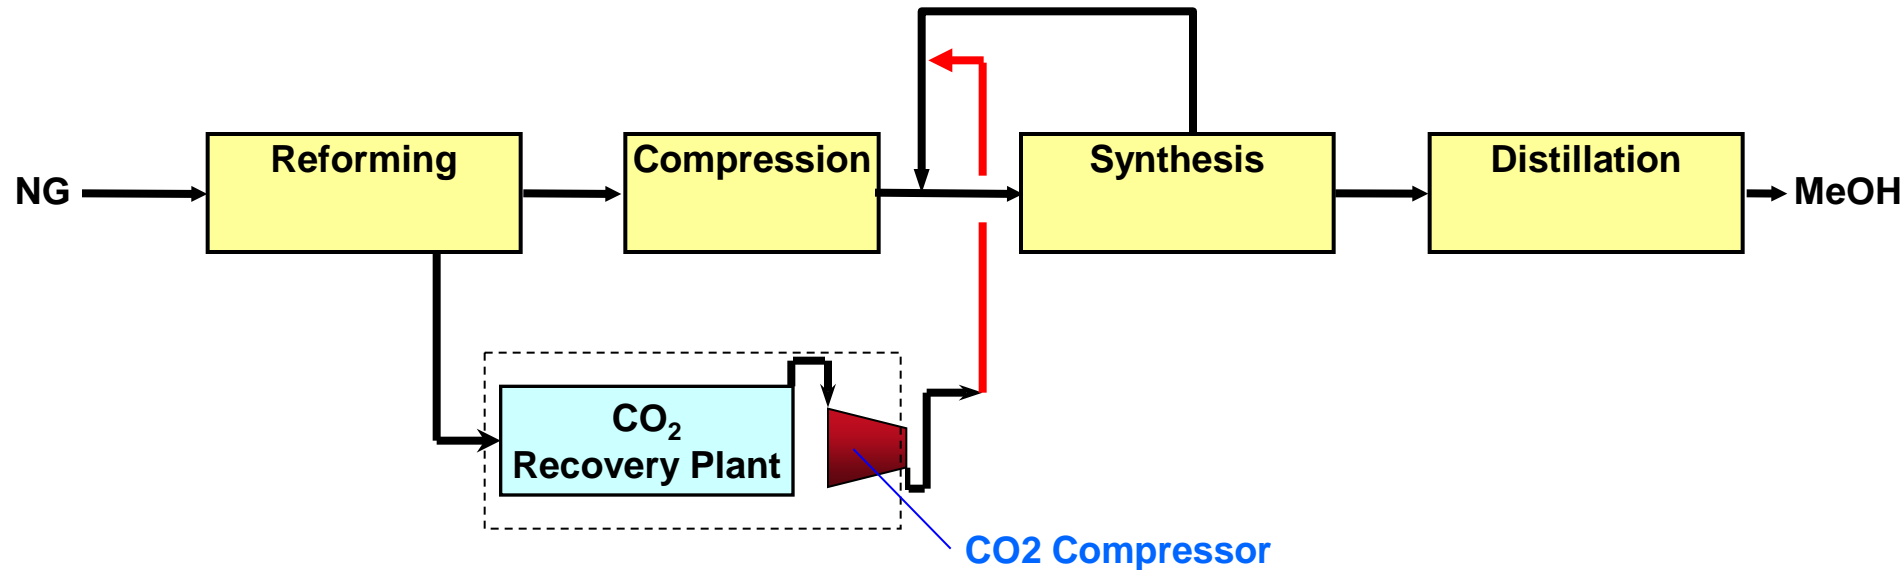 NG
Reforming
Compression
Synthesis
Distillation
MeOH
CO₂
Recovery Plant
CO2 Compressor